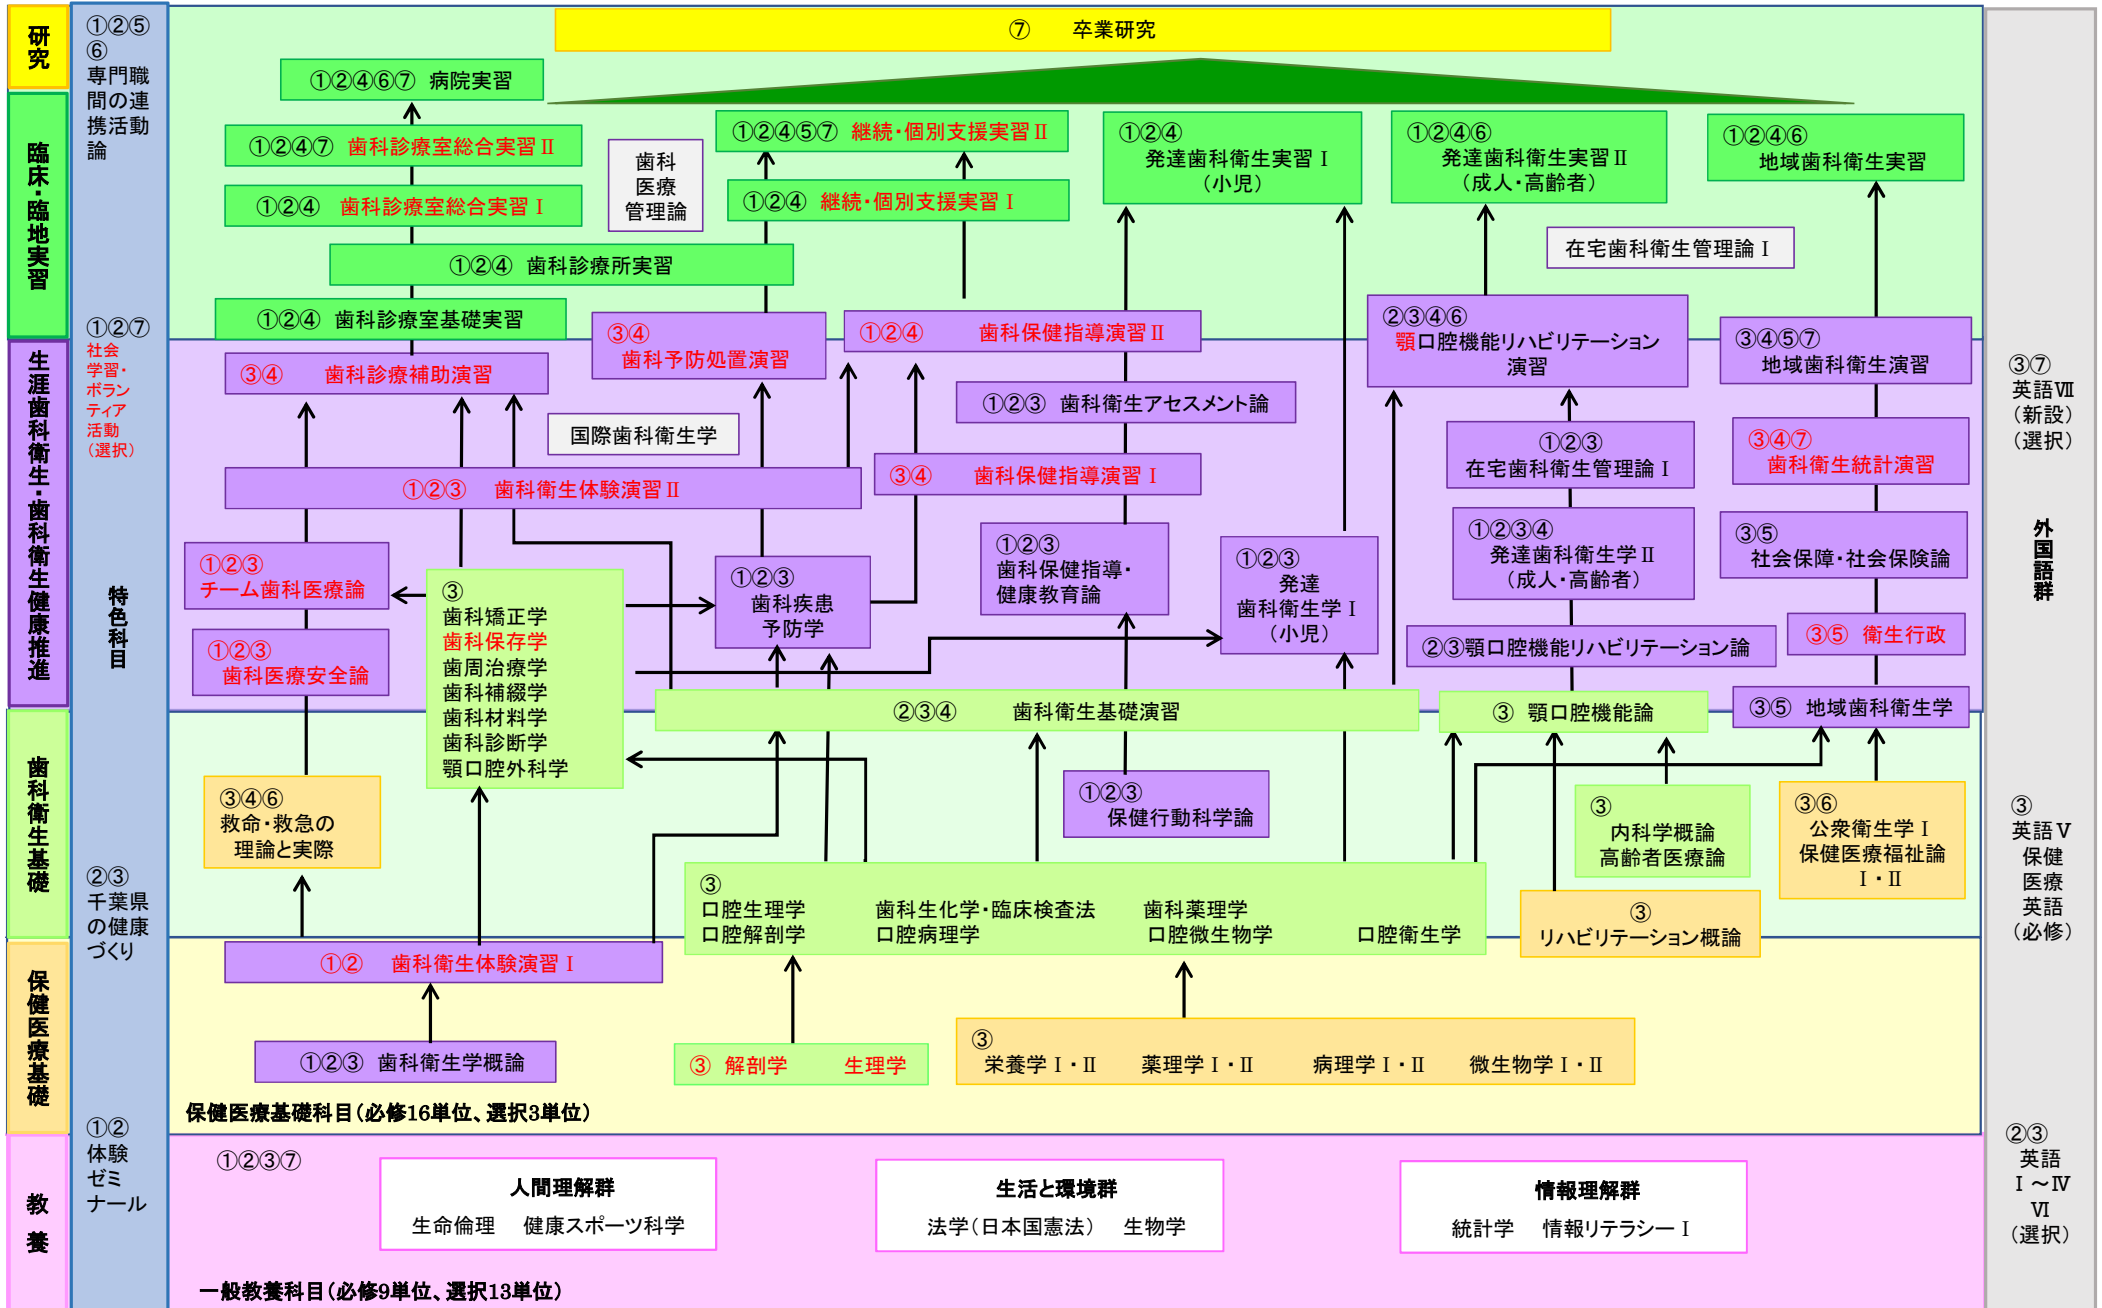 研究
臨床・臨地実習
生涯歯科衛生・歯科衛生健康推進
歯科衛生基礎
保健医療基礎
教養
①②⑤
⑥
専門職
間の連
携活動
論
①②⑦
社会
学習・
ボラン
ティア
活動
（選択）
特色科目
②③
千葉県
の健康
づくり
①②
体験
ゼミ
ナール
⑦ 卒業研究
①②④⑥⑦ 病院実習
①②④⑦ 歯科診療室総合実習Ⅱ
①②④ 歯科診療室総合実習Ⅰ
①②④ 歯科診療所実習
①②④ 歯科診療室基礎実習
歯科
医療
管理論
①②④⑤⑦ 継続・個別支援実習Ⅱ
①②④ 継続・個別支援実習Ⅰ
①②④
発達歯科衛生実習Ⅰ
（小児）
①②④⑥
発達歯科衛生実習Ⅱ
（成人・高齢者）
①②④⑥
地域歯科衛生実習
在宅歯科衛生管理論Ⅰ
③④ 歯科診療補助演習
③④
歯科予防処置演習
①②④ 歯科保健指導演習Ⅱ
②③④⑥
顎口腔機能リハビリテーション
演習
③④⑤⑦
地域歯科衛生演習
国際歯科衛生学
①②③ 歯科衛生アセスメント論
①②③
在宅歯科衛生管理論Ⅰ
③④⑦
歯科衛生統計演習
①②③ 歯科衛生体験演習Ⅱ
③④ 歯科保健指導演習Ⅰ
①②③
チーム歯科医療論
①②③
歯科医療安全論
③
歯科矯正学
歯科保存学
歯周治療学
歯科補綴学
歯科材料学
歯科診断学
顎口腔外科学
①②③
歯科疾患
予防学
①②③
歯科保健指導・
健康教育論
①②③
発達
歯科衛生学Ⅰ
（小児）
①②③④
発達歯科衛生学Ⅱ
（成人・高齢者）
③⑤
社会保障・社会保険論
②③顎口腔機能リハビリテーション論
③⑤ 衛生行政
②③④ 歯科衛生基礎演習
③ 顎口腔機能論
③⑤ 地域歯科衛生学
③④⑥
救命・救急の
理論と実際
①②③
保健行動科学論
③
内科学概論
高齢者医療論
③⑥
公衆衛生学Ⅰ
保健医療福祉論
Ⅰ・Ⅱ
③
口腔生理学 歯科生化学・臨床検査法 歯科薬理学
口腔解剖学 口腔病理学 口腔微生物学 口腔衛生学
③
リハビリテーション概論
①② 歯科衛生体験演習Ⅰ
①②③ 歯科衛生学概論
③ 解剖学 生理学
③
栄養学Ⅰ・Ⅱ 薬理学Ⅰ・Ⅱ 病理学Ⅰ・Ⅱ 微生物学Ⅰ・Ⅱ
保健医療基礎科目（必修16単位、選択3単位）
①②③⑦
人間理解群
生命倫理 健康スポーツ科学
生活と環境群
法学（日本国憲法） 生物学
情報理解群
統計学 情報リテラシーⅠ
一般教養科目（必修9単位、選択13単位）
③⑦
英語Ⅶ
（新設）
（選択）
外国語群
③
英語Ⅴ
保健
医療
英語
（必修）
②③
英語
Ⅰ～Ⅳ
Ⅵ
（選択）